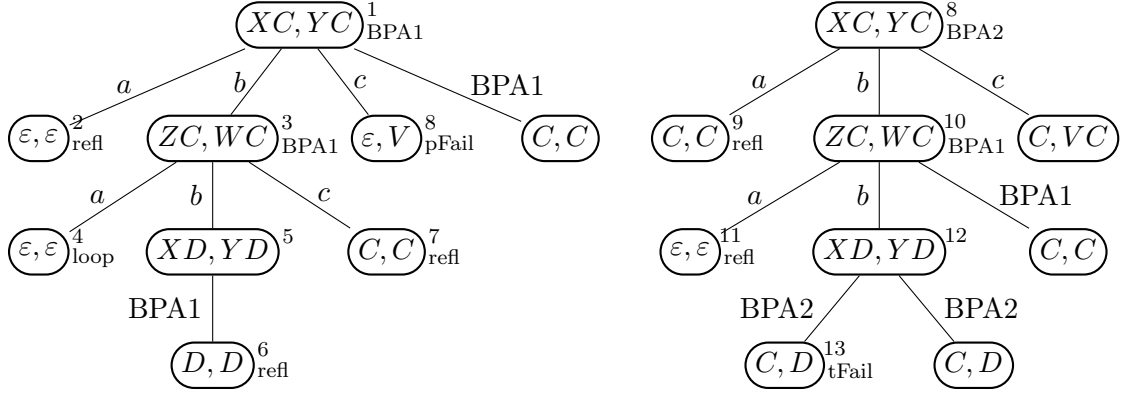 XC, YC 1 BPA1 XC, YC 8 BPA2
a b c BPA1 a b c
ε, ε 2 refl ZC, WC 3 BPA1 ε, V 8 pFail C, C C, C 9 refl ZC, WC 10 BPA1 C, VC
a b c a b BPA1
ε, ε 4 loop XD, YD 5 C, C 7 refl ε, ε 11 refl XD, YD 12 C, C
BPA1 BPA2 BPA2
D, D 6 refl C, D 13 tFail C, D